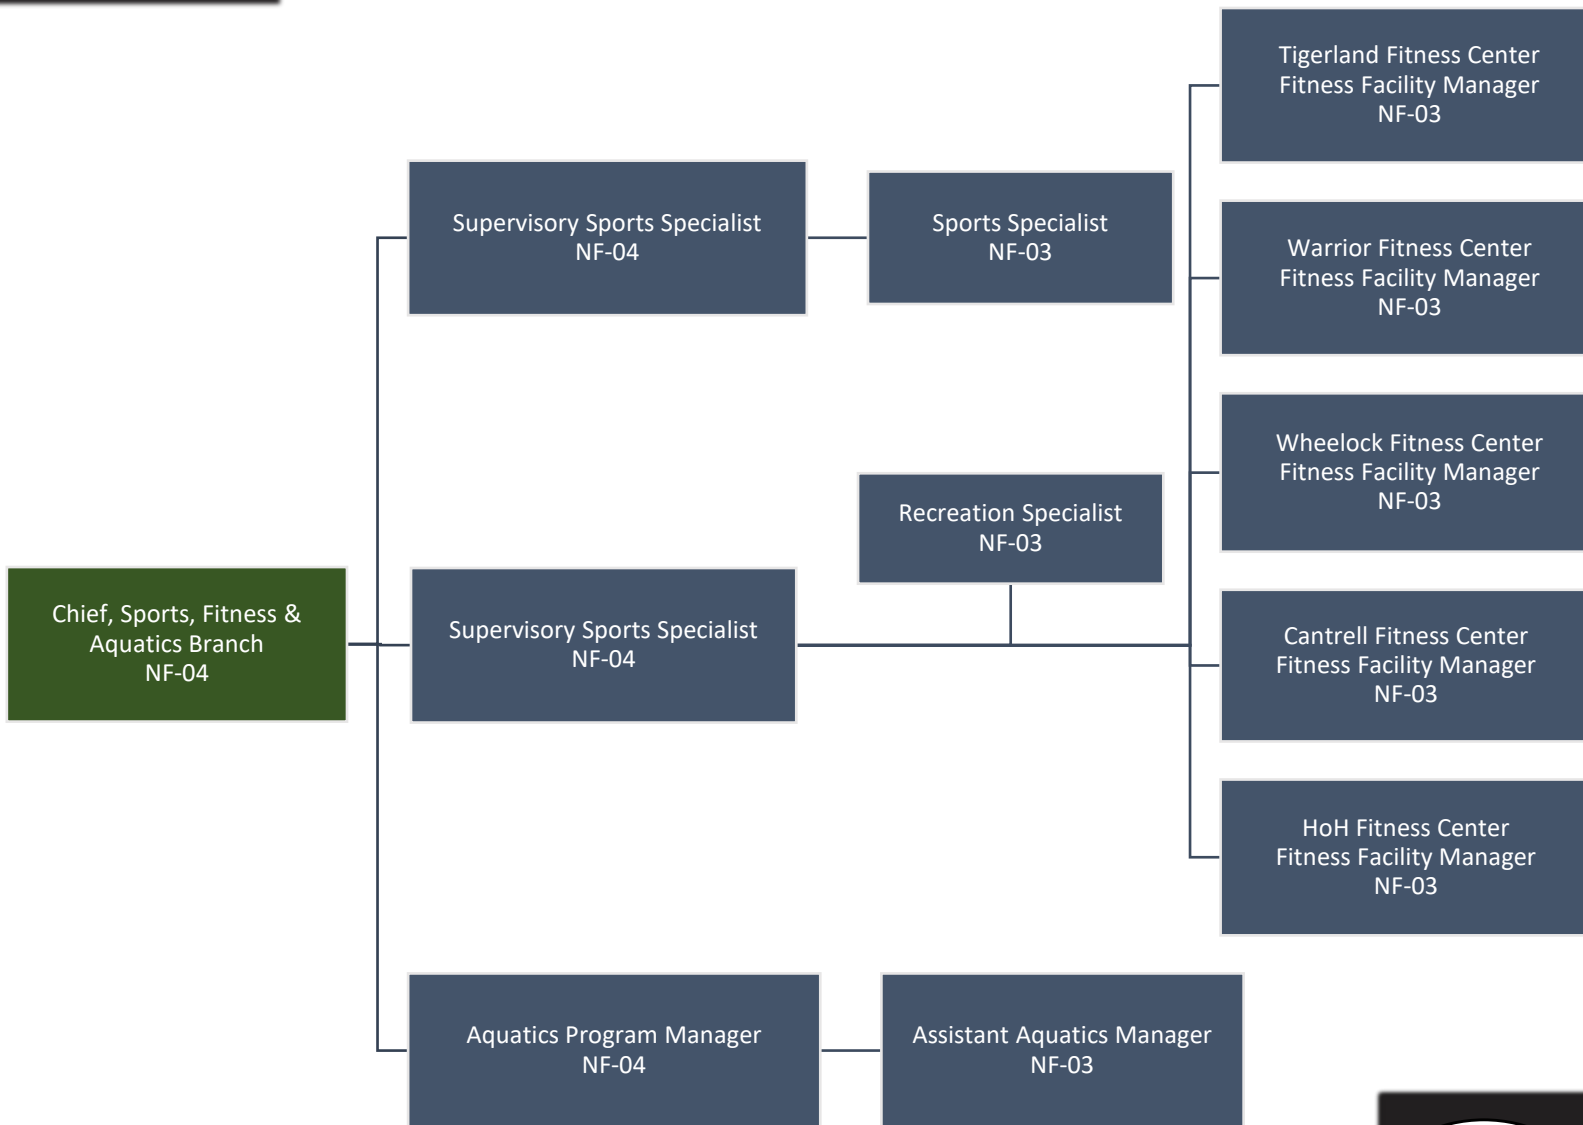 Chief, Sports, Fitness &
Aquatics Branch
NF-04
Supervisory Sports Specialist
NF-04
Sports Specialist
NF-03
Supervisory Sports Specialist
NF-04
Recreation Specialist
NF-03
Tigerland Fitness Center
Fitness Facility Manager
NF-03
Warrior Fitness Center
Fitness Facility Manager
NF-03
Wheelock Fitness Center
Fitness Facility Manager
NF-03
Cantrell Fitness Center
Fitness Facility Manager
NF-03
HoH Fitness Center
Fitness Facility Manager
NF-03
Aquatics Program Manager
NF-04
Assistant Aquatics Manager
NF-03